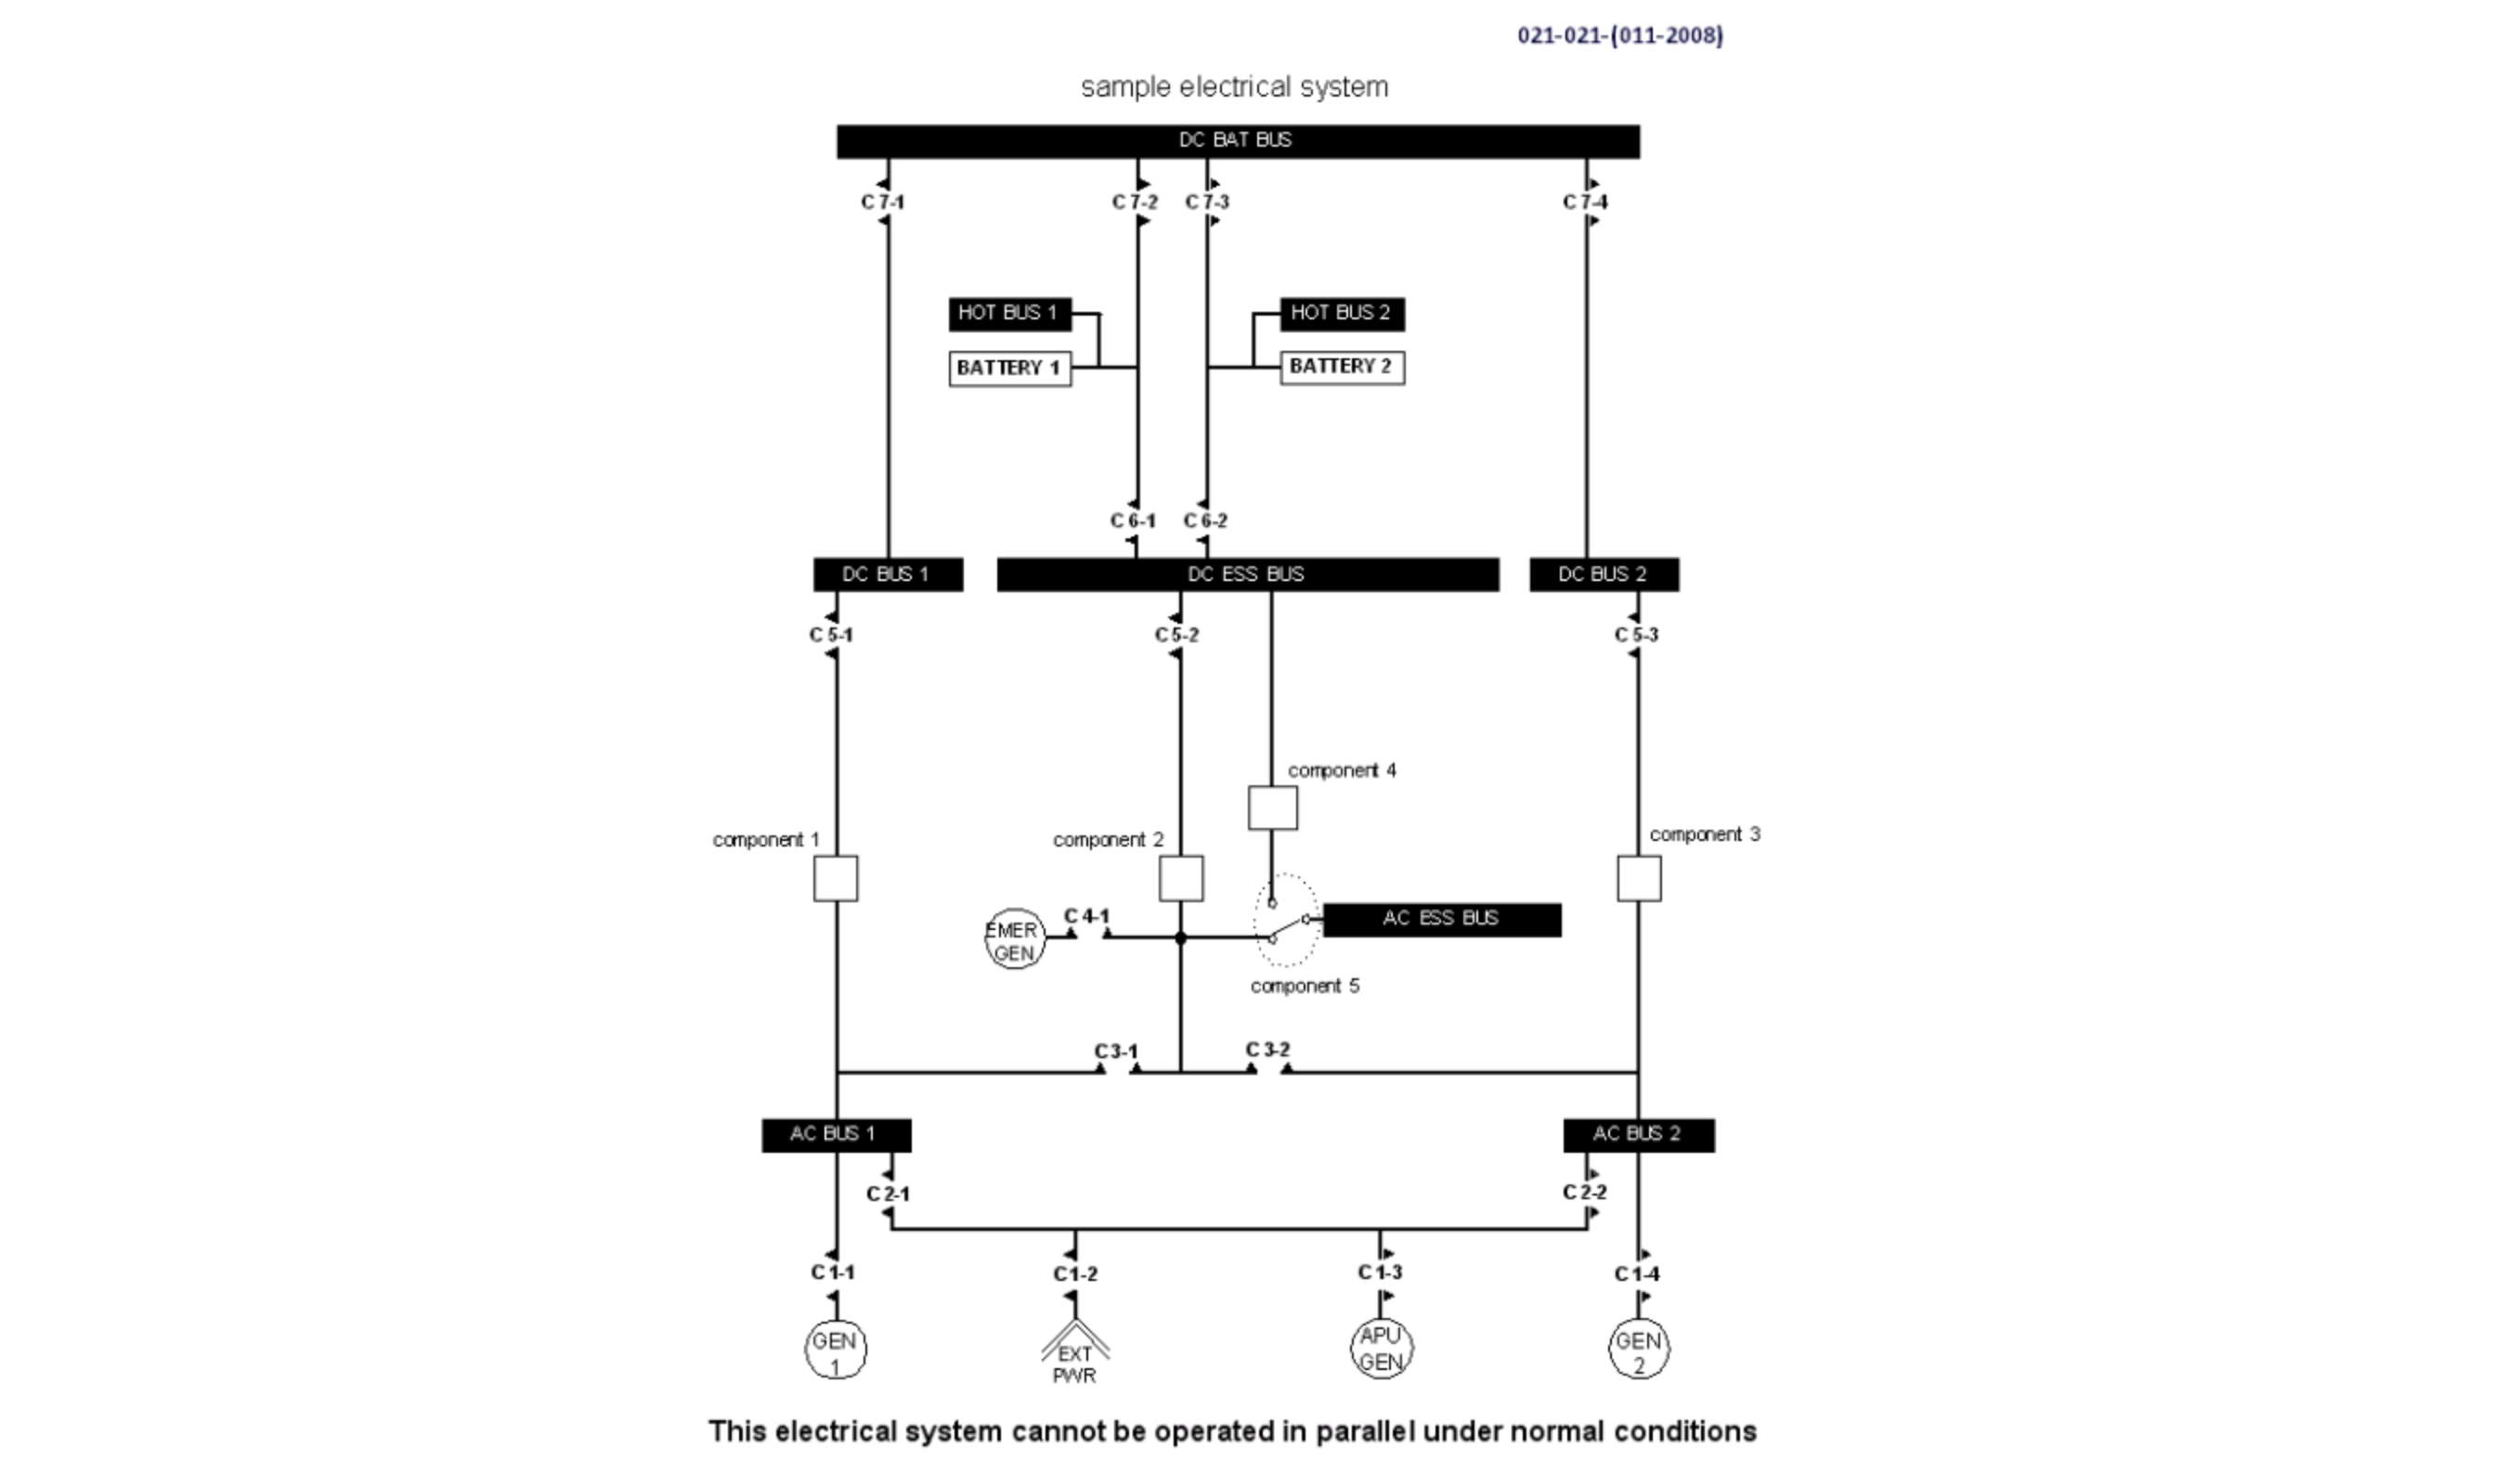 021-021-(011-2008)
sample electrical system
DC BAT BUS
C 7-1
C 7-2
C 7-3
C 7-4
HOT BUS 1
HOT BUS 2
BATTERY 1
BATTERY 2
C 6-1
C 6-2
DC BUS 1
DC ESS BUS
DC BUS 2
C 5-1
C 5-2
C 5-3
component 4
component 1
component 2
component 3
EMER
GEN
C 4-1
AC ESS BUS
component 5
C 3-1
C 3-2
AC BUS 1
AC BUS 2
C 2-1
C 2-2
C 1-1
C 1-2
C 1-3
C 1-4
GEN
1
EXT
PWR
APU
GEN
GEN
2
This electrical system cannot be operated in parallel under normal conditions